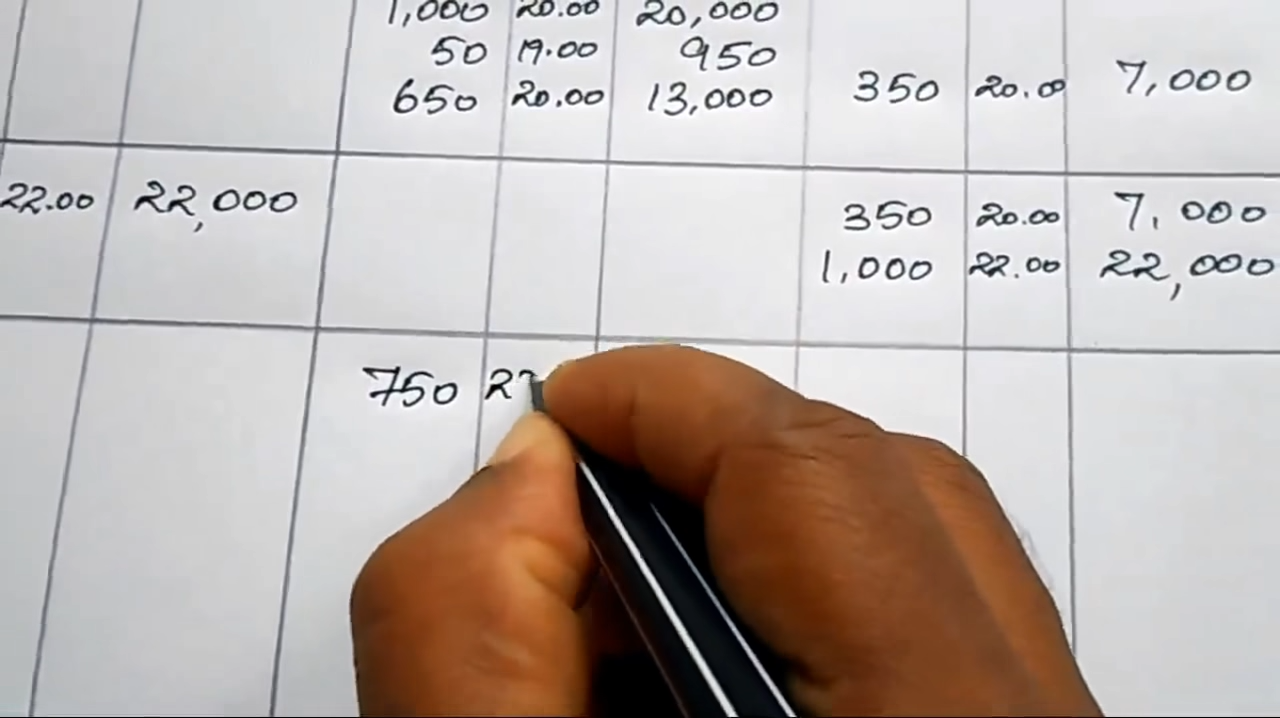 1,000 20.00 20,000
50 19.00 950
650 20.00 13,000 350 20.00 7,000
22.00 22,000 350 20.00 7,000
1,000 22.00 22,000
750 22